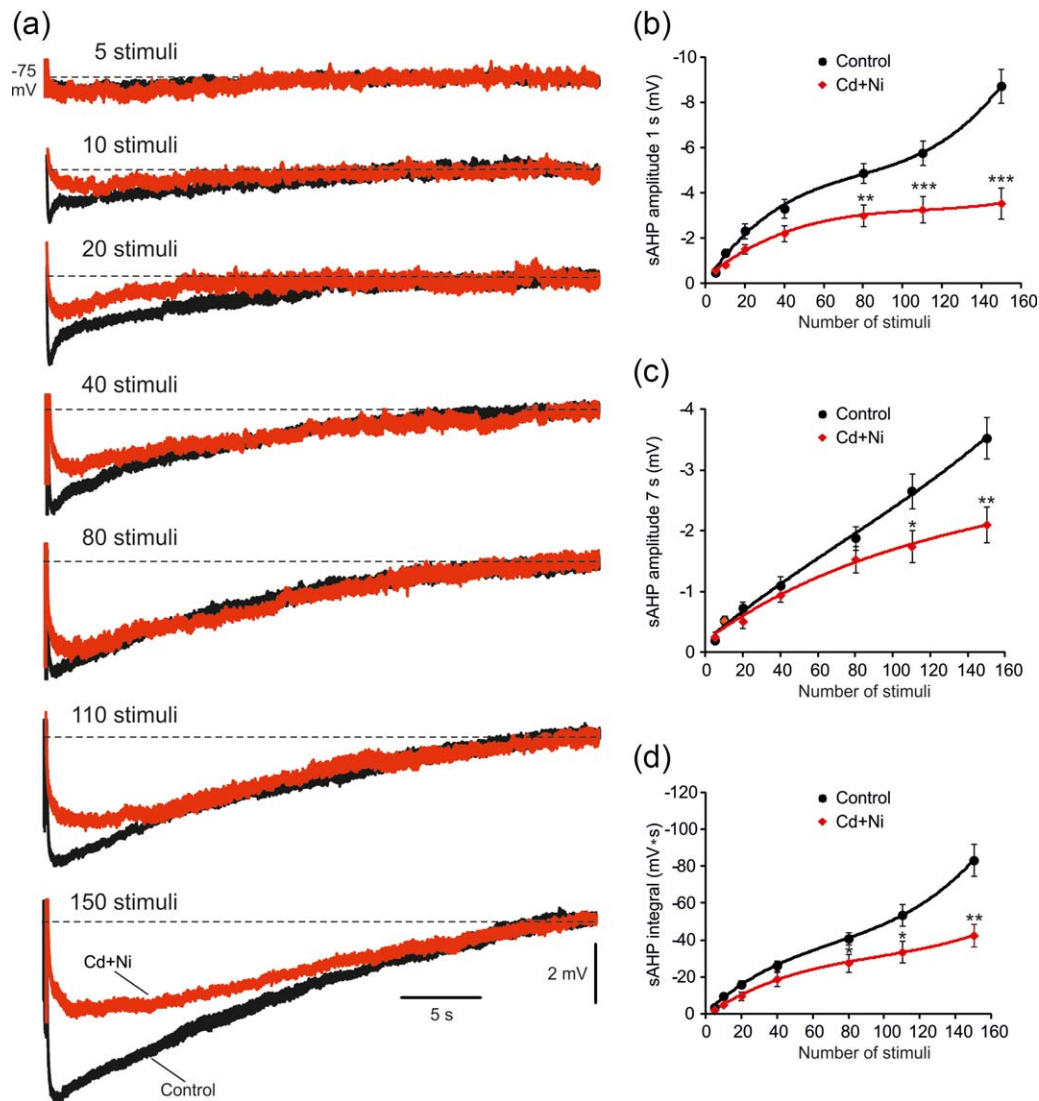 (a)
5 stimuli
-75
mV
10 stimuli
20 stimuli
40 stimuli
80 stimuli
110 stimuli
150 stimuli
Cd+Ni
Control
2 mV
5 s
(b)
Control
Cd+Ni
sAHP amplitude 1 s (mV)
-10
-8
-6
-4
-2
0
** *** ***
0 20 40 60 80 100 120 140 160
Number of stimuli
(c)
Control
Cd+Ni
sAHP amplitude 7 s (mV)
-4
-3
-2
-1
0
* **
0 20 40 60 80 100 120 140 160
Number of stimuli
(d)
Control
Cd+Ni
sAHP integral (mV*s)
-120
-100
-80
-60
-40
-20
0
* * **
0 20 40 60 80 100 120 140 160
Number of stimuli